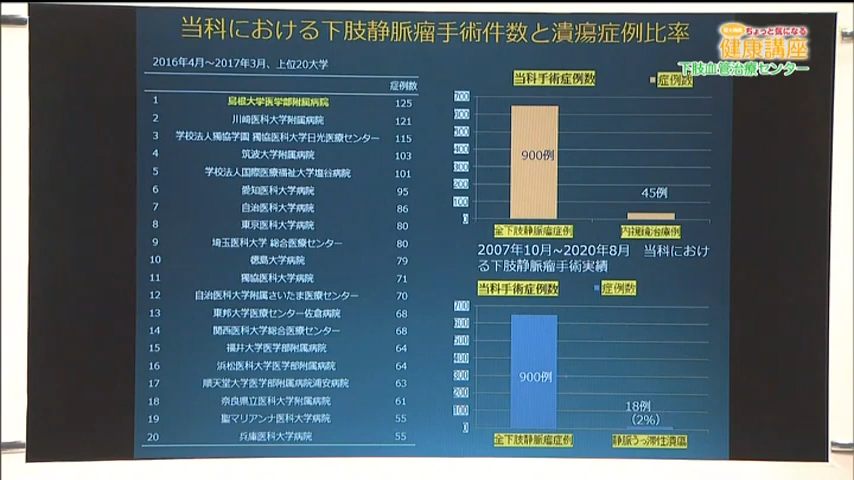 当科における下肢静脈瘤手術件数と潰瘍症例比率
ちょっと気になる
健康講座
下肢血管治療センター
2016年4月～2017年3月、上位20大学
症例数
1 島根大学医学部附属病院 125
2 川崎医科大学附属病院 121
3 学校法人獨協学園 獨協医科大学日光医療センター 115
4 筑波大学附属病院 103
5 学校法人国際医療福祉大学塩谷病院 101
6 愛知医科大学病院 95
7 自治医科大学病院 86
8 東京医科大学病院 80
9 埼玉医科大学 総合医療センター 80
10 徳島大学病院 79
11 獨協医科大学病院 71
12 自治医科大学附属さいたま医療センター 70
13 東邦大学医療センター佐倉病院 68
14 関西医科大学総合医療センター 68
15 福井大学医学部附属病院 64
16 浜松医科大学医学部附属病院 64
17 順天堂大学医学部附属病院浦安病院 63
18 奈良県立医科大学附属病院 61
19 聖マリアンナ医科大学病院 55
20 兵庫医科大学病院 55
当科手術症例数
症例数
700
600
500
400
300
200
100
0
900例
45例
全下肢静脈瘤症例
内視鏡治療例
2007年10月～2020年8月 当科におけ
る下肢静脈瘤手術実績
当科手術症例数
症例数
700
600
500
400
300
200
100
0
900例
18例
（2%）
全下肢静脈瘤症例
静脈うっ滞性潰瘍